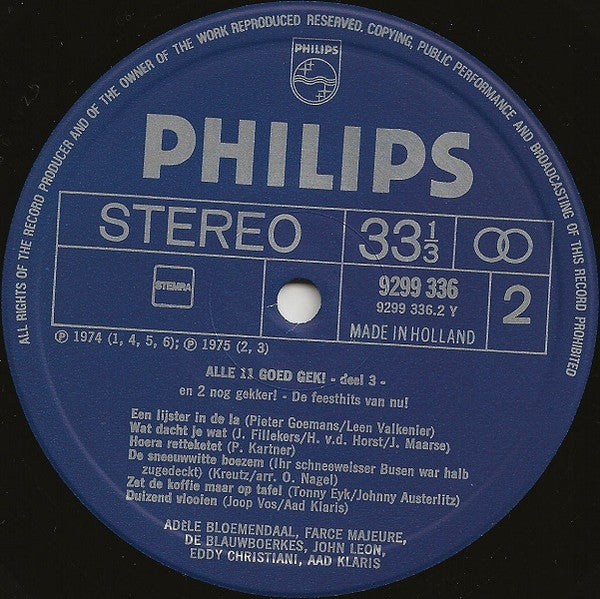 ALL RIGHTS OF THE RECORD PRODUCER AND OF THE OWNER OF THE WORK REPRODUCED RESERVED. COPYING, PUBLIC PERFORMANCE AND BROADCASTING OF THIS RECORD PROHIBITED
PHILIPS
PHILIPS
STEREO 33 1/3
STEMRA 9299 336 2
9299 336.2 Y
MADE IN HOLLAND
℗ 1974 (1, 4, 5, 6); ℗ 1975 (2, 3)
ALLE 11 GOED GEK! - deel 3 -
en 2 nog gekker! - De feesthits van nu!
Een lijster in de la (Pieter Goemans/Leen Valkenier)
Wat dacht je wat (J. Fillekers/H. v.d. Horst/J. Maarse)
Hoera retteketet (P. Kartner)
De sneeuwwitte boezem (Ihr schneeweisser Busen war halb
zugedeckt) (Kreutz/arr. O. Nagel)
Zet de koffie maar op tafel (Tonny Eyk/Johnny Austerlitz)
Duizend vlooien (Joop Vos/Aad Klaris)
ADÈLE BLOEMENDAAL, FARCE MAJEURE,
DE BLAUWBOERKES, JOHN LEON,
EDDY CHRISTIANI, AAD KLARIS